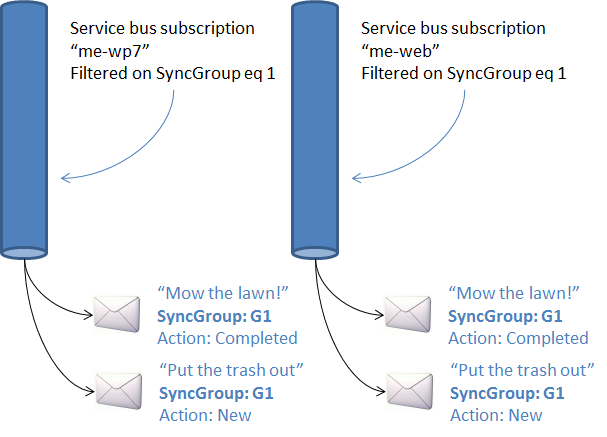 Service bus subscription
“me-wp7”
Filtered on SyncGroup eq 1
Service bus subscription
“me-web”
Filtered on SyncGroup eq 1
“Mow the lawn!”
SyncGroup: G1
Action: Completed
“Put the trash out”
SyncGroup: G1
Action: New
“Mow the lawn!”
SyncGroup: G1
Action: Completed
“Put the trash out”
SyncGroup: G1
Action: New